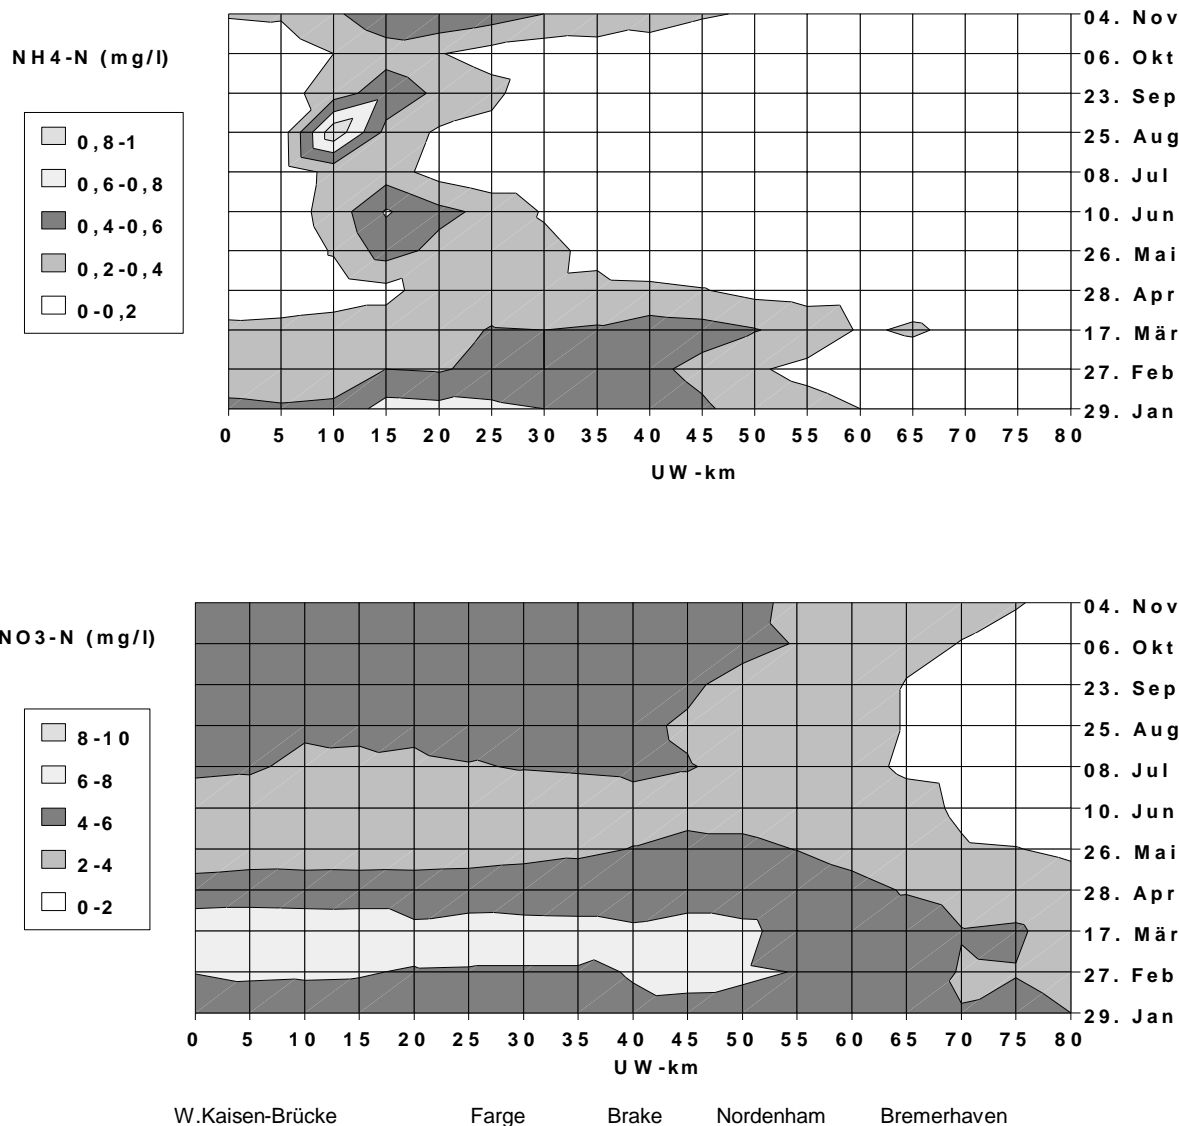 04. Nov
NH4-N (mg/l)
06. Okt
23. Sep
0,8-1
25. Aug
0,6-0,8
08. Jul
0,4-0,6
10. Jun
0,2-0,4
26. Mai
0-0,2
28. Apr
17. Mär
27. Feb
29. Jan
0 5 10 15 20 25 30 35 40 45 50 55 60 65 70 75 80
UW-km
04. Nov
NO3-N (mg/l)
06. Okt
23. Sep
8-10
25. Aug
6-8
08. Jul
4-6
10. Jun
2-4
26. Mai
0-2
28. Apr
17. Mär
27. Feb
29. Jan
0 5 10 15 20 25 30 35 40 45 50 55 60 65 70 75 80
UW-km
W.Kaisen-Brücke Farge Brake Nordenham Bremerhaven